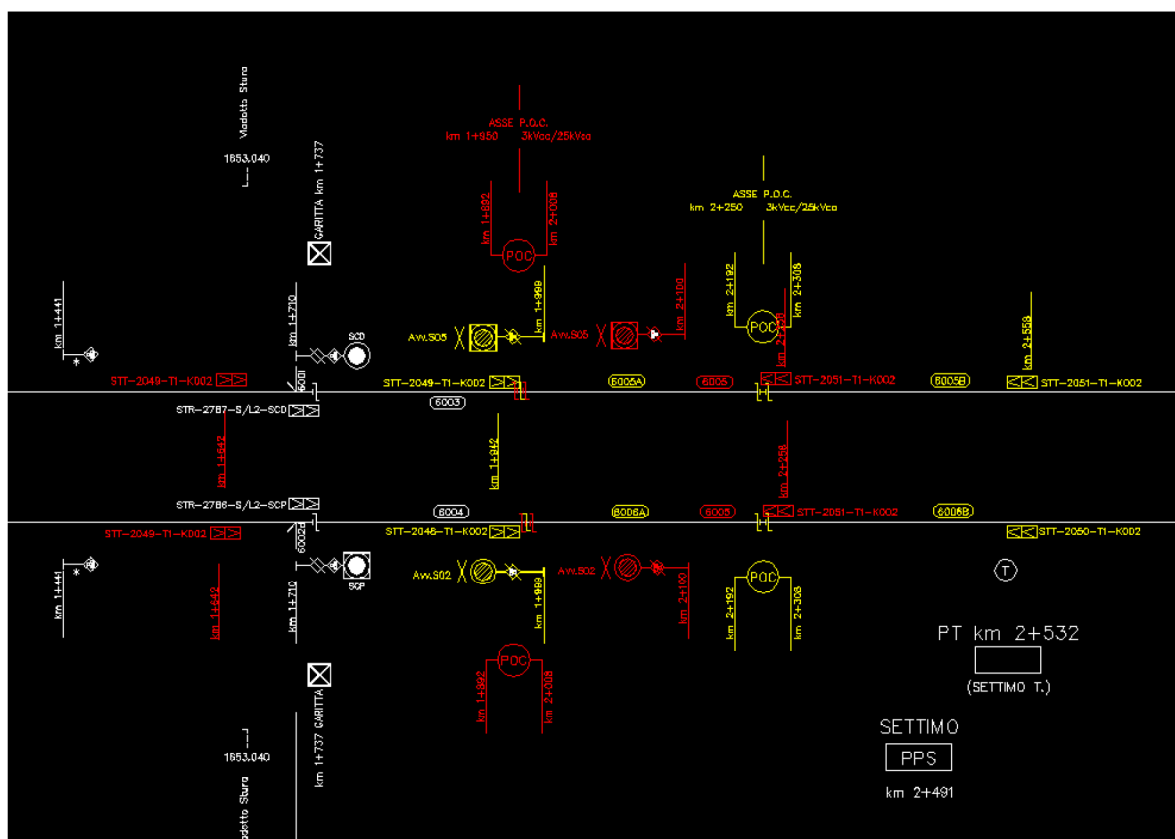 Viadotto Stura
1653.040
GARITTA km 1+737
ASSE P.O.C.
km 1+950 3kVcc/25kVca
km 1+892
km 2+008
POC
ASSE P.O.C.
km 2+250 3kVcc/25kVca
km 2+192
km 2+308
POC
km 1+441
*
km 1+710
SCD
Avv.S05
km 1+999
Avv.S05
km 2+100
km 2+558
STT-2049-T1-K002
6001
STT-2049-T1-K002
6005A
6005
STT-2051-T1-K002
6005B
STT-2051-T1-K002
STR-2787-S/L2-SCD
6003
km 1+642
km 1+942
km 2+258
STR-2786-S/L2-SCP
6004
6006A
6005
STT-2051-T1-K002
6006B
STT-2049-T1-K002
6002
STT-2048-T1-K002
STT-2050-T1-K002
km 1+441
*
km 1+642
km 1+710
SCP
Avv.S02
km 1+999
Avv.S02
km 2+100
POC
km 2+192
km 2+308
T
POC
km 1+892
km 2+008
PT km 2+532
(SETTIMO T.)
km 1+737 GARITTA
SETTIMO
PPS
km 2+491
1653.040
Viadotto Stura